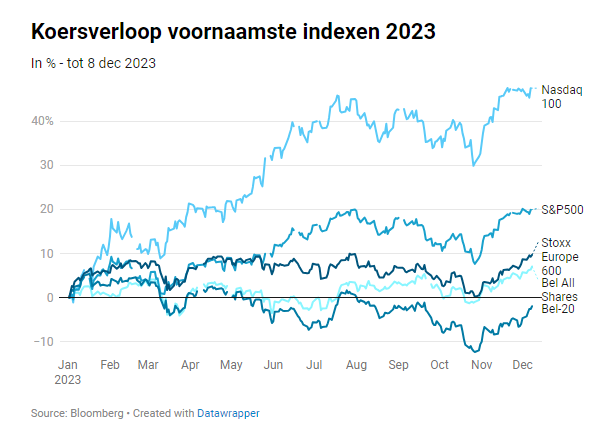 Koersverloop voornaamste indexen 2023
In % - tot 8 dec 2023
Nasdaq
100
40%
30
20
S&P500
Stoxx
Europe
600
10
Bel All
0
Shares
Bel-20
−10
Jan
2023
Feb
Mar
Apr
May
Jun
Jul
Aug
Sep
Oct
Nov
Dec
Source: Bloomberg • Created with Datawrapper